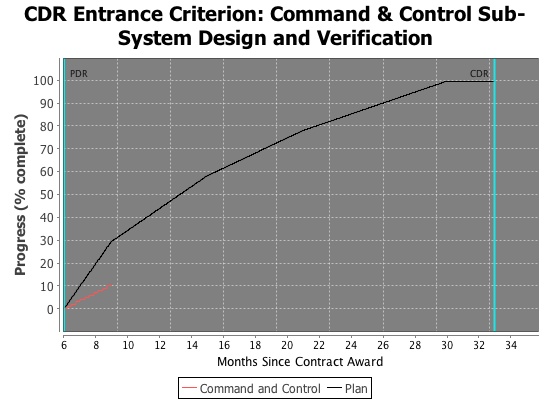 CDR Entrance Criterion: Command & Control Sub-
System Design and Verification
PDR
CDR
100
90
80
70
60
50
40
30
20
10
0
Progress (% complete)
6 8 10 12 14 16 18 20 22 24 26 28 30 32 34
Months Since Contract Award
Command and Control Plan